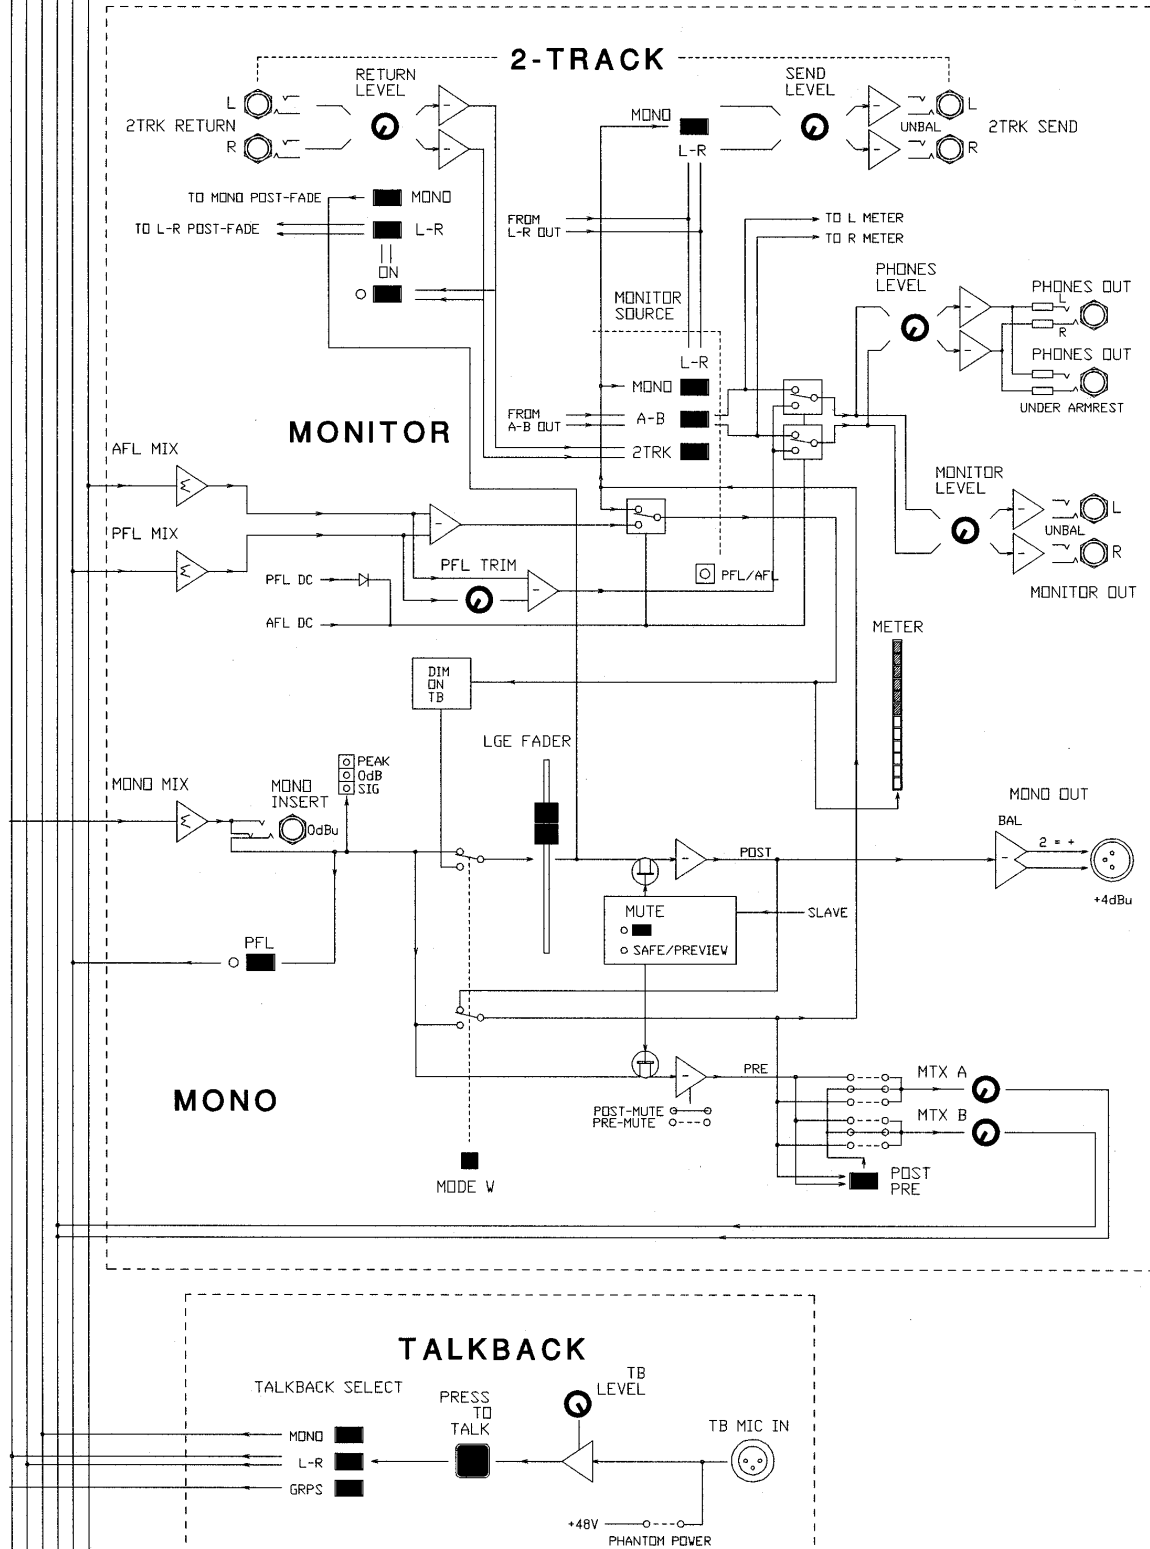 2-TRACK
RETURN
LEVEL
SEND
LEVEL
L
2TRK RETURN
R
MONO
L-R
UNBAL
L
R
2TRK SEND
TO MONO POST-FADE
MONO
TO L-R POST-FADE
L-R
ON
FROM
L-R OUT
TO L METER
TO R METER
MONITOR
SOURCE
PHONES
LEVEL
PHONES OUT
L
R
PHONES OUT
UNDER ARMREST
L-R
MONO
FROM
A-B OUT
A-B
2TRK
MONITOR
AFL MIX
PFL MIX
MONITOR
LEVEL
L
UNBAL
R
MONITOR OUT
PFL DC
PFL TRIM
PFL/AFL
AFL DC
METER
DIM
ON
TB
LGE FADER
MONO MIX
MONO
INSERT
0dBu
PEAK
0dB
SIG
MONO OUT
BAL
2 = +
+4dBu
POST
MUTE
SAFE/PREVIEW
SLAVE
PFL
MONO
PRE
POST-MUTE
PRE-MUTE
MTX A
MTX B
POST
PRE
MODE W
TALKBACK
TALKBACK SELECT
PRESS
TO
TALK
TB
LEVEL
TB MIC IN
MONO
L-R
GRPS
+48V
PHANTOM POWER